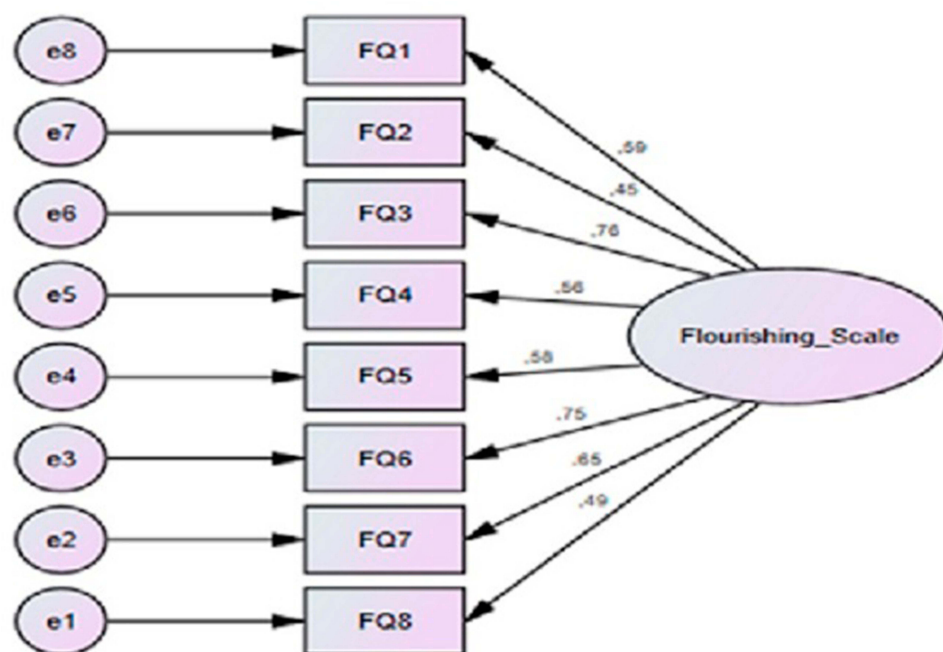 e8
FQ1
.59
e7
FQ2
.45
e6
FQ3
.76
e5
FQ4
.56
Flourishing_Scale
e4
FQ5
.58
e3
FQ6
.75
.65
e2
FQ7
.49
e1
FQ8